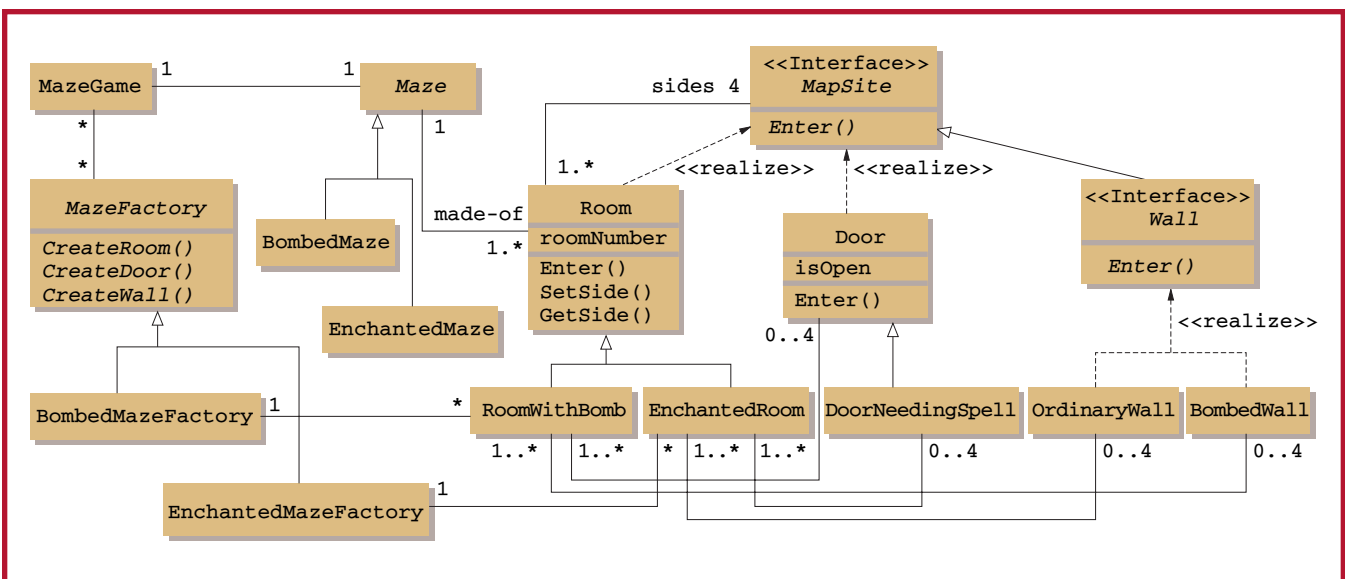 MazeGame
1
1
Maze
*
*
1
MazeFactory
CreateRoom()
CreateDoor()
CreateWall()
BombedMaze
EnchantedMaze
made-of
1..*
sides 4
1..*
<<Interface>>
MapSite
Enter()
<<realize>>
<<realize>>
Room
roomNumber
Enter()
SetSide()
GetSide()
Door
isOpen
Enter()
0..4
<<Interface>>
Wall
Enter()
<<realize>>
BombedMazeFactory
1
*
RoomWithBomb
EnchantedRoom
DoorNeedingSpell
OrdinaryWall
BombedWall
1..*
1..*
*
1..*
1..*
0..4
0..4
0..4
EnchantedMazeFactory
1